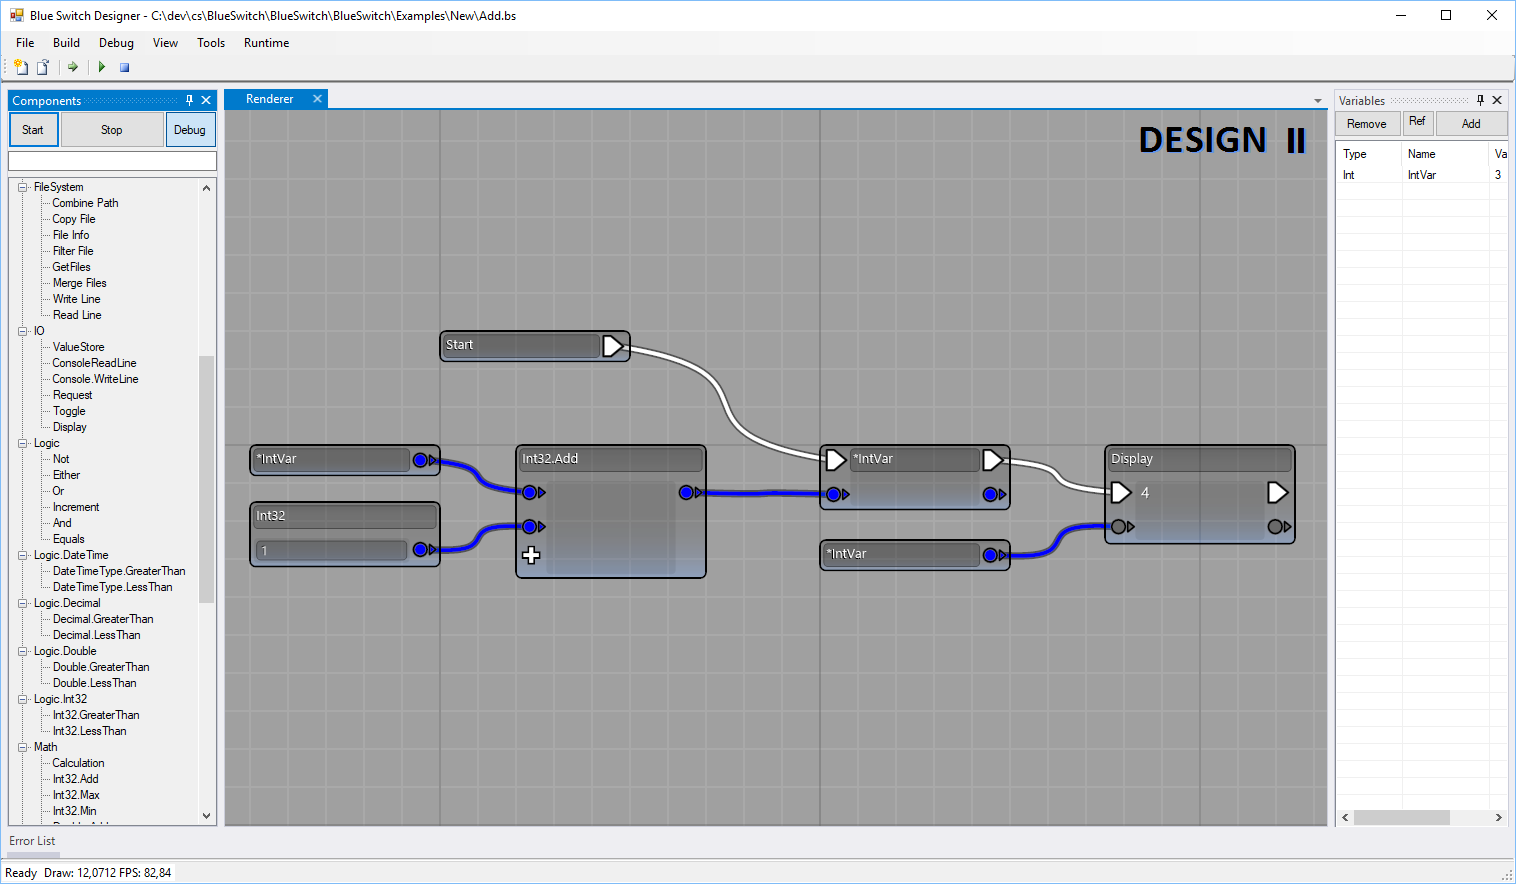 Blue Switch Designer - C:\dev\cs\BlueSwitch\BlueSwitch\BlueSwitch\Examples\New\Add.bs
File Build Debug View Tools Runtime
Components
Start Stop Debug
FileSystem
Combine Path
Copy File
File Info
Filter File
GetFiles
Merge Files
Write Line
Read Line
IO
ValueStore
ConsoleReadLine
Console.WriteLine
Request
Toggle
Display
Logic
Not
Either
Or
Increment
And
Equals
Logic.DateTime
DateTimeType.GreaterThan
DateTimeType.LessThan
Logic.Decimal
Decimal.GreaterThan
Decimal.LessThan
Logic.Double
Double.GreaterThan
Double.LessThan
Logic.Int32
Int32.GreaterThan
Int32.LessThan
Math
Calculation
Int32.Add
Int32.Max
Int32.Min
Renderer
DESIGN II
Start
*IntVar
Int32.Add
*IntVar
Display
4
Int32
1
*IntVar
Variables
Remove Ref Add
Type Name Va
Int IntVar 3
Error List
Ready Draw: 12,0712 FPS: 82,84